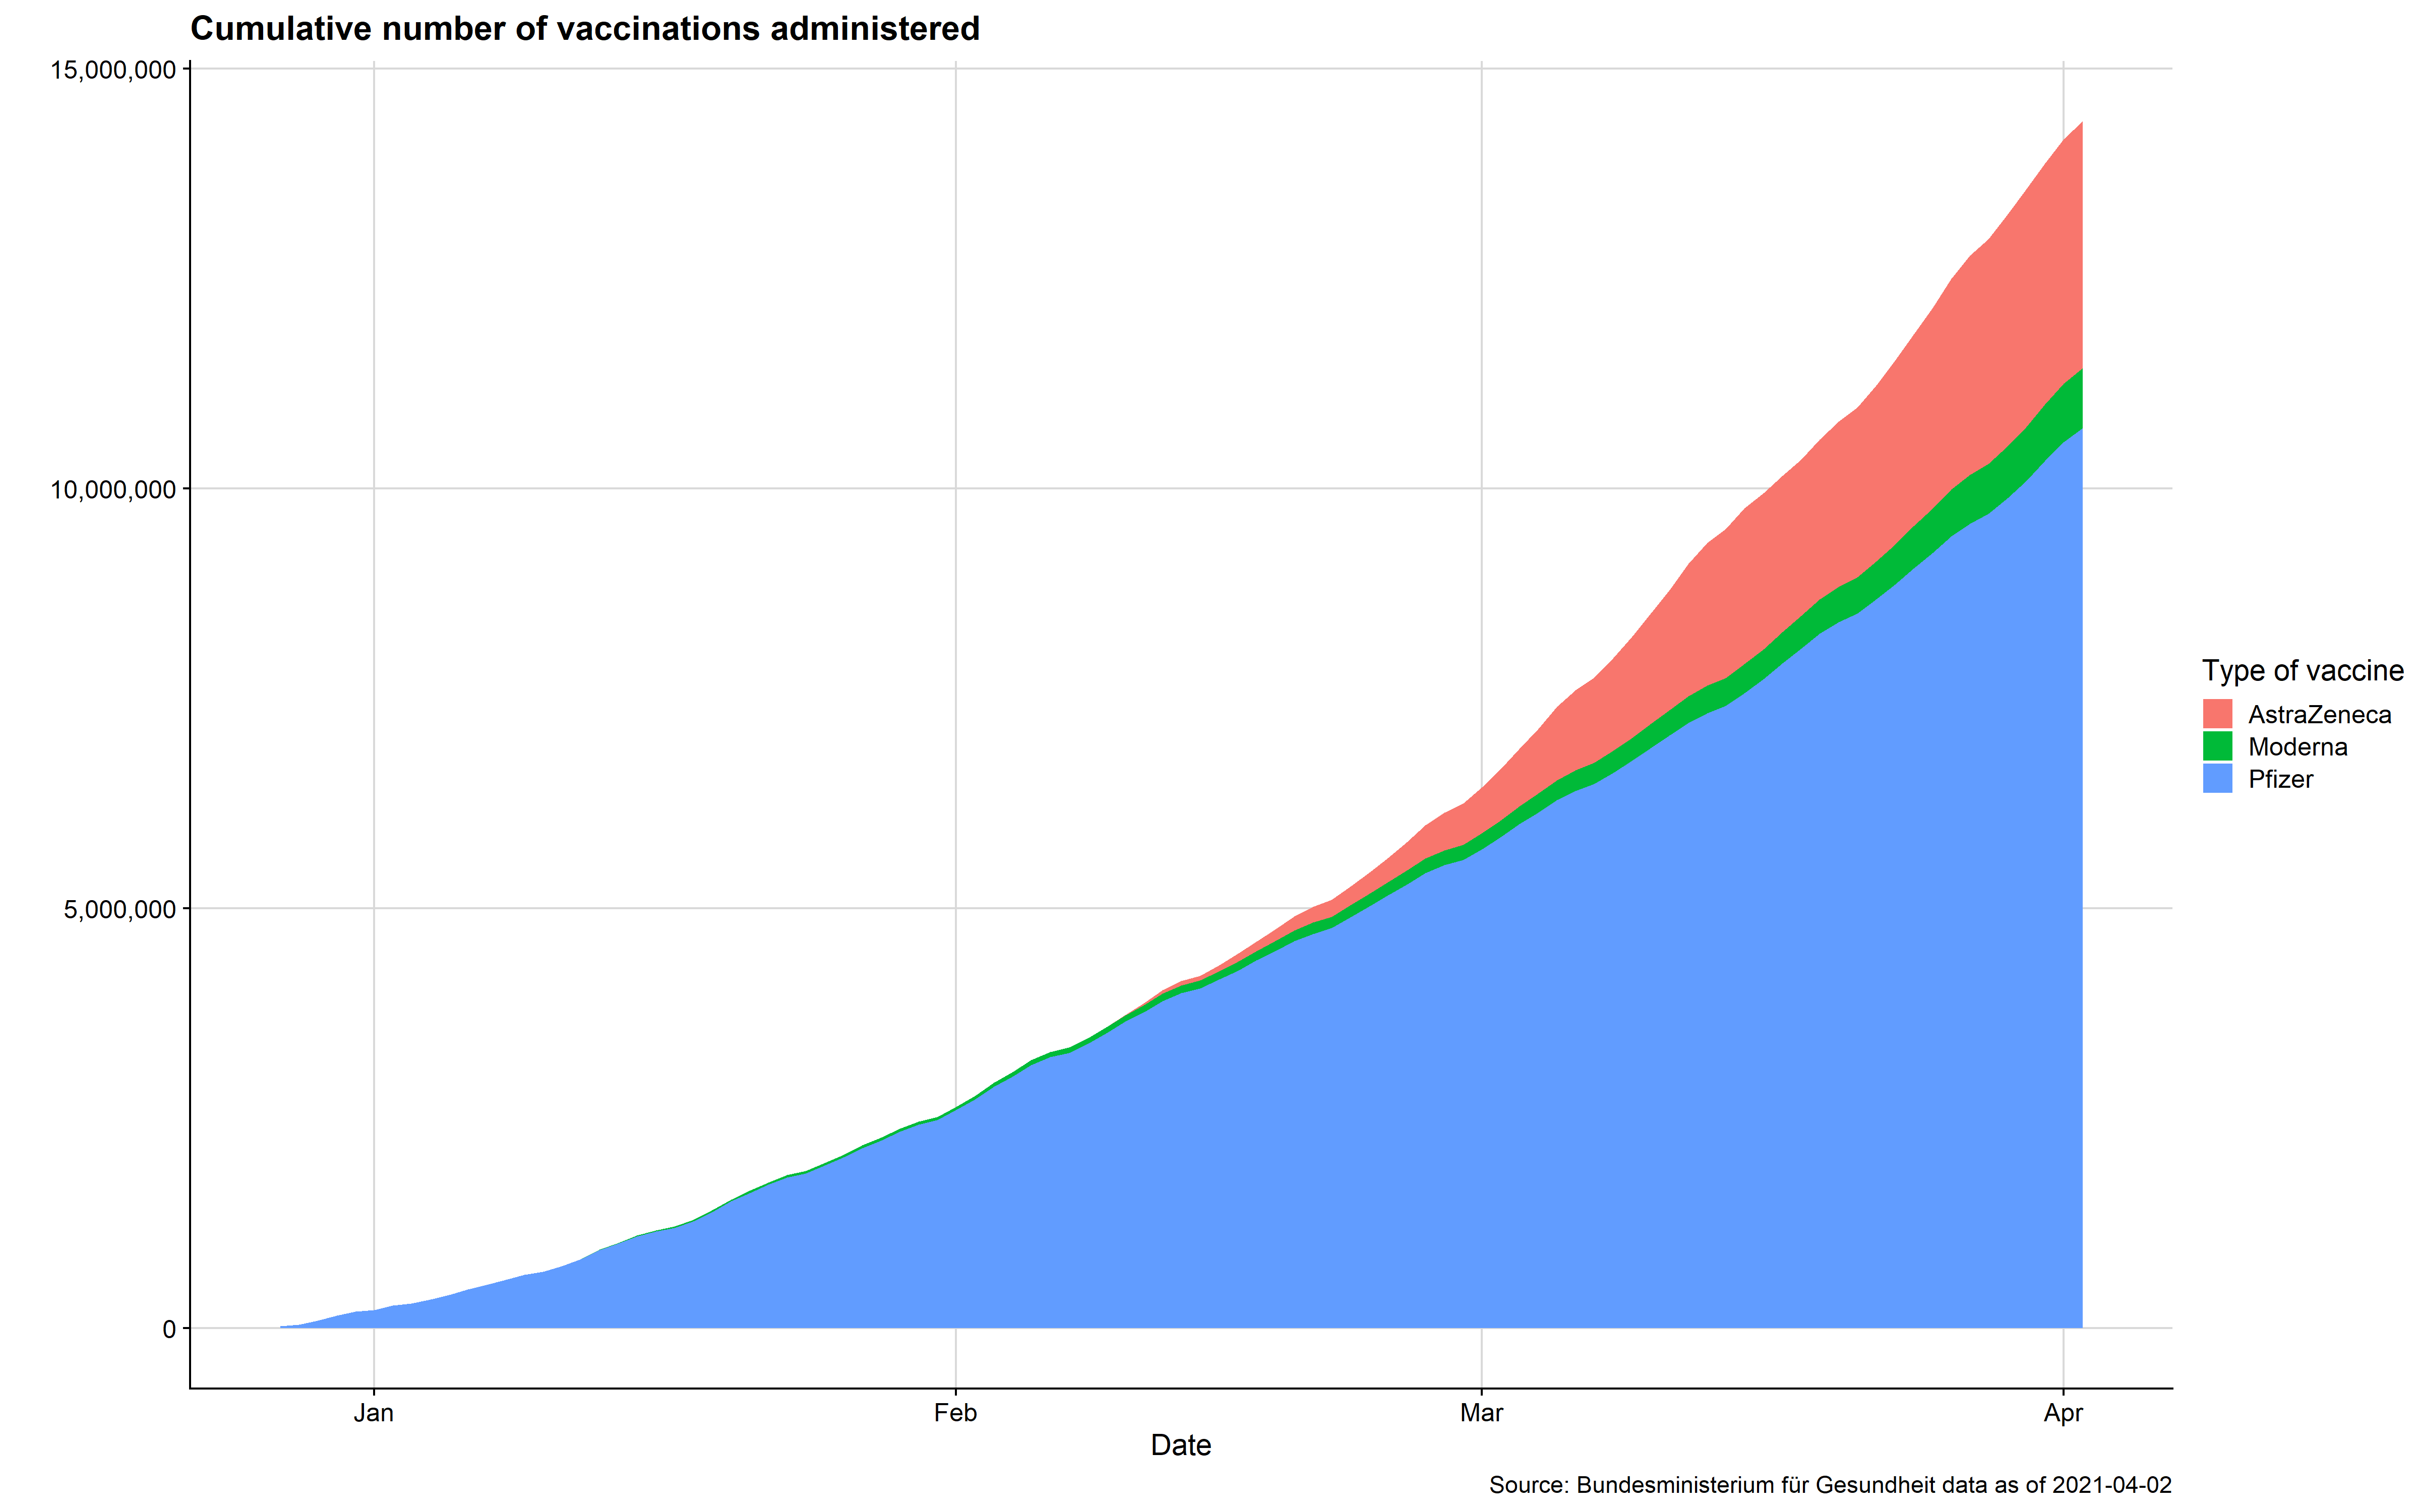 Cumulative number of vaccinations administered
15,000,000
10,000,000
5,000,000
0
Jan Feb Mar Apr
Date
Type of vaccine
AstraZeneca
Moderna
Pfizer
Source: Bundesministerium für Gesundheit data as of 2021-04-02